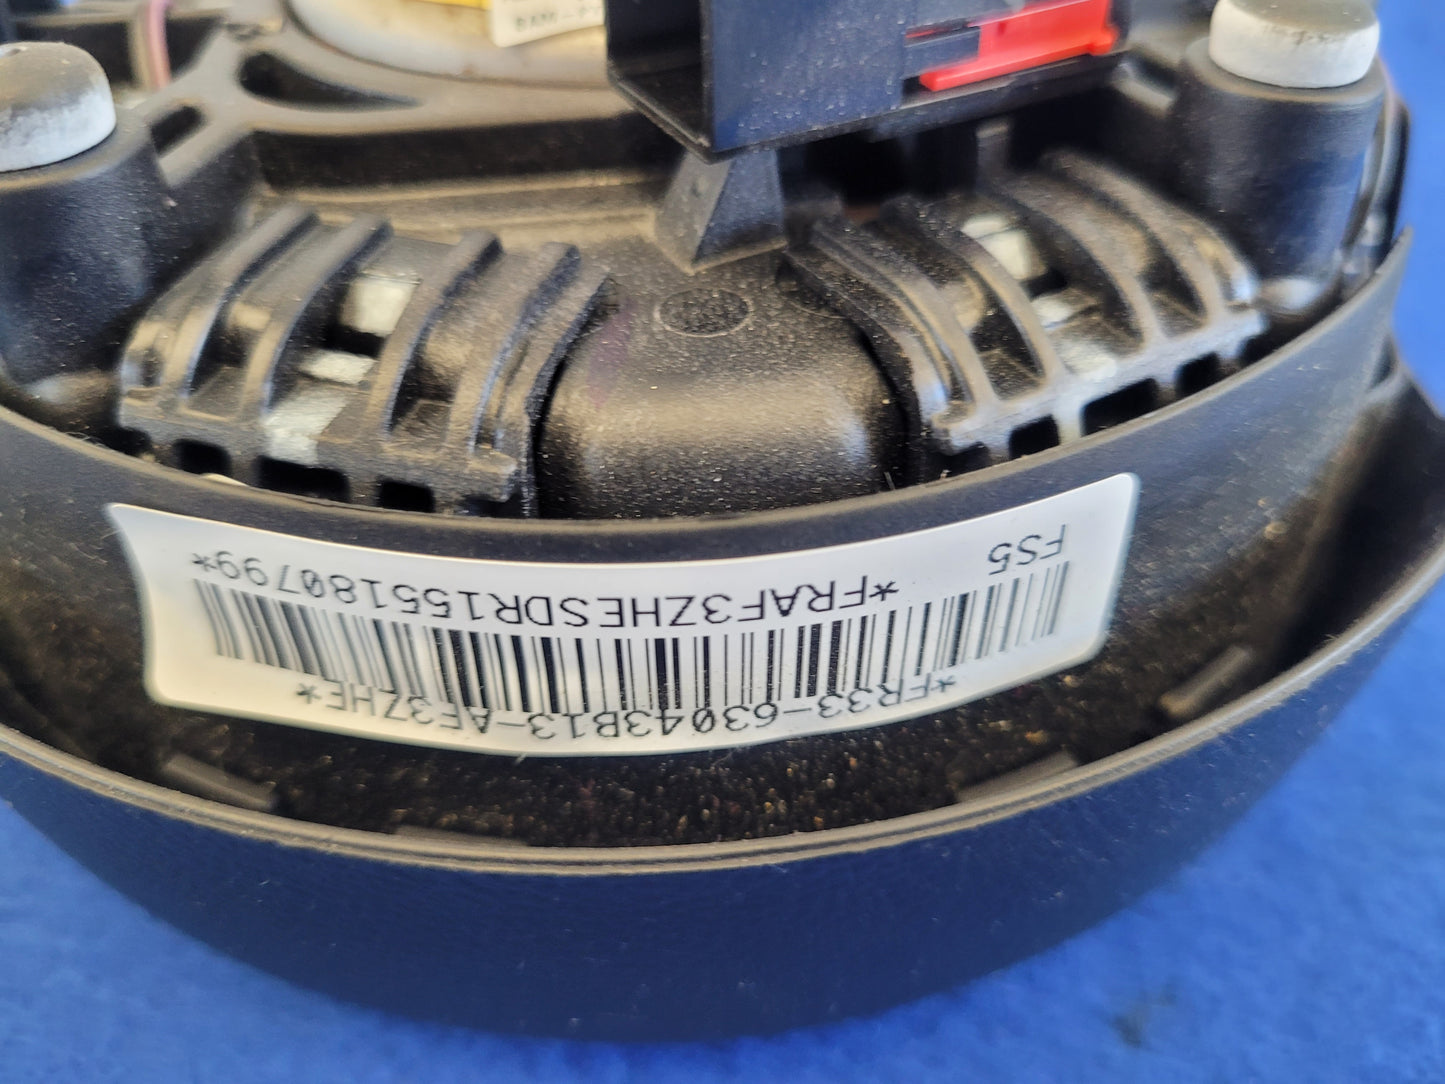 *FR33-63043B13-AF3ZHE*
FS5 *FRAF3ZHESDR155180799*